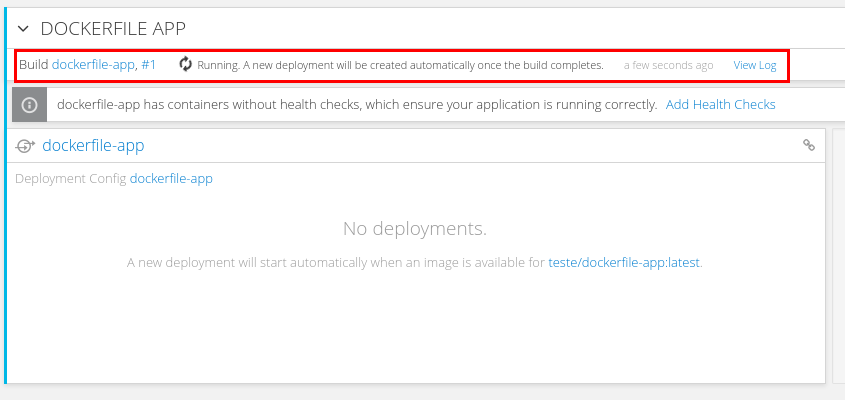 DOCKERFILE APP
Build dockerfile-app, #1 Running. A new deployment will be created automatically once the build completes. a few seconds ago View Log
dockerfile-app has containers without health checks, which ensure your application is running correctly. Add Health Checks
dockerfile-app
Deployment Config dockerfile-app
No deployments.
A new deployment will start automatically when an image is available for teste/dockerfile-app:latest.